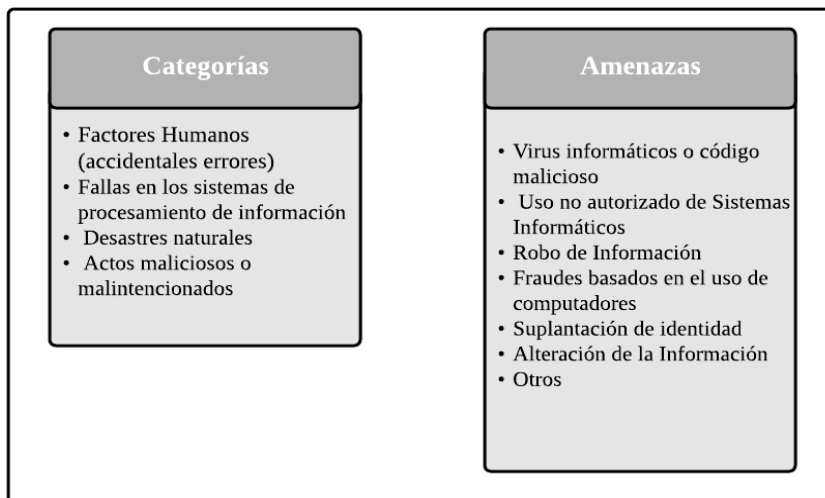 Categorías
• Factores Humanos
(accidentales errores)
• Fallas en los sistemas de
procesamiento de información
• Desastres naturales
• Actos maliciosos o
malintencionados
Amenazas
• Virus informáticos o código
malicioso
• Uso no autorizado de Sistemas
Informáticos
• Robo de Información
• Fraudes basados en el uso de
computadores
• Suplantación de identidad
• Alteración de la Información
• Otros